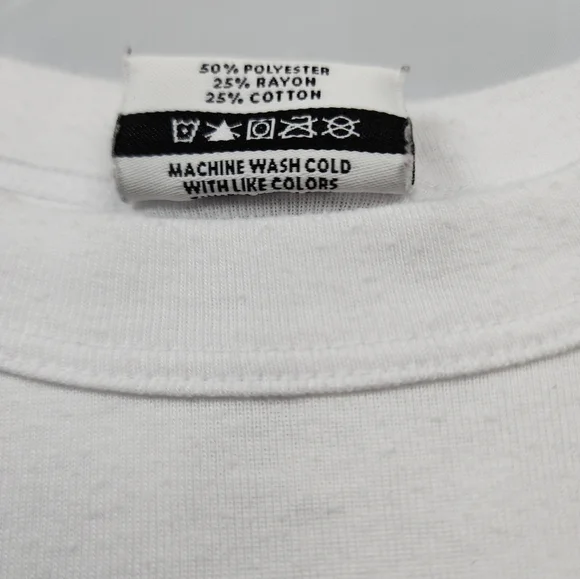 50% POLYESTER
25% RAYON
25% COTTON
MACHINE WASH COLD
WITH LIKE COLORS